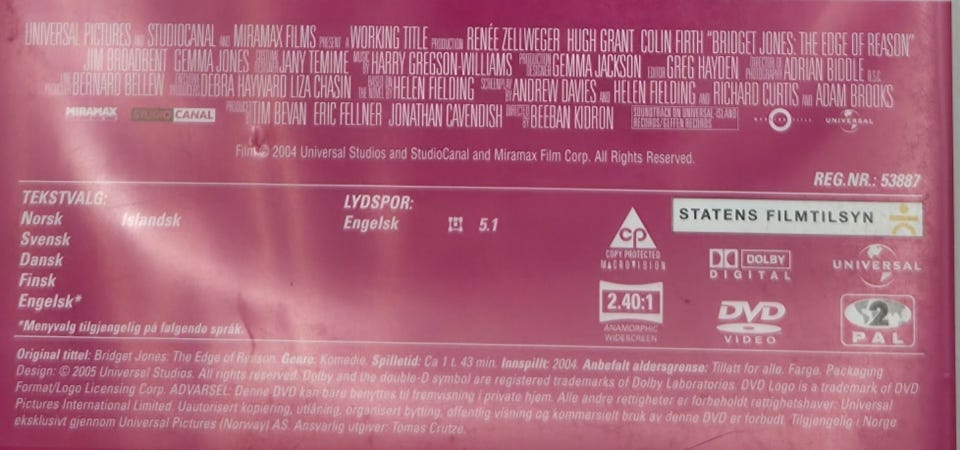 UNIVERSAL PICTURES AND STUDIOCANAL AND MIRAMAX FILMS PRESENT A WORKING TITLE PRODUCTION RENÉE ZELLWEGER HUGH GRANT COLIN FIRTH "BRIDGET JONES: THE EDGE OF REASON"
JIM BROADBENT GEMMA JONES JANY TEMIME MUSIC BY HARRY GREGSON-WILLIAMS PRODUCTION DESIGNER GEMMA JACKSON EDITOR GREG HAYDEN DIRECTOR OF PHOTOGRAPHY ADRIAN BIDDLE B.S.C.
BERNARD BELLEW DEBRA HAYWARD LIZA CHASIN BASED ON THE NOVEL BY HELEN FIELDING SCREENPLAY BY ANDREW DAVIES AND HELEN FIELDING AND RICHARD CURTIS AND ADAM BROOKS
MIRAMAX STUDIO CANAL PRODUCED BY TIM BEVAN ERIC FELLNER JONATHAN CAVENDISH DIRECTED BY BEEBAN KIDRON SOUNDTRACK ON UNIVERSAL-ISLAND RECORDS/GEFFEN RECORDS UNIVERSAL
Film © 2004 Universal Studios and StudioCanal and Miramax Film Corp. All Rights Reserved.
REG.NR.: 53887
TEKSTVALG:
Norsk Islandsk
Svensk
Dansk
Finsk
Engelsk*
*Menyvalg tilgjengelig på følgende språk.
LYDSPOR:
Engelsk 5.1
STATENS FILMTILSYN
cp
COPY PROTECTED
MACROVISION
DOLBY
DIGITAL
UNIVERSAL
2.40:1
ANAMORPHIC
WIDESCREEN
DVD
VIDEO
2
PAL
Original tittel: Bridget Jones: The Edge of Reason. Genre: Komedie. Spilletid: Ca 1 t. 43 min. Innspilt: 2004. Anbefalt aldersgrense: Tillatt for alle. Farge. Packaging
Design: © 2005 Universal Studios. All rights reserved. Dolby and the double-D symbol are registered trademarks of Dolby Laboratories. DVD Logo is a trademark of DVD
Format/Logo Licensing Corp. ADVARSEL: Denne DVD kan bare benyttes til fremvisning i private hjem. Alle andre rettigheter er forbeholdt rettighetshaver: Universal
Pictures International Limited. Uautorisert kopiering, utlåning, organisert bytting, offentlig visning og kommersielt bruk av denne DVD er forbudt. Tilgjengelig i Norge
eksklusivt gjennom Universal Pictures (Norway) AS. Ansvarlig utgiver: Tomas Crutze.